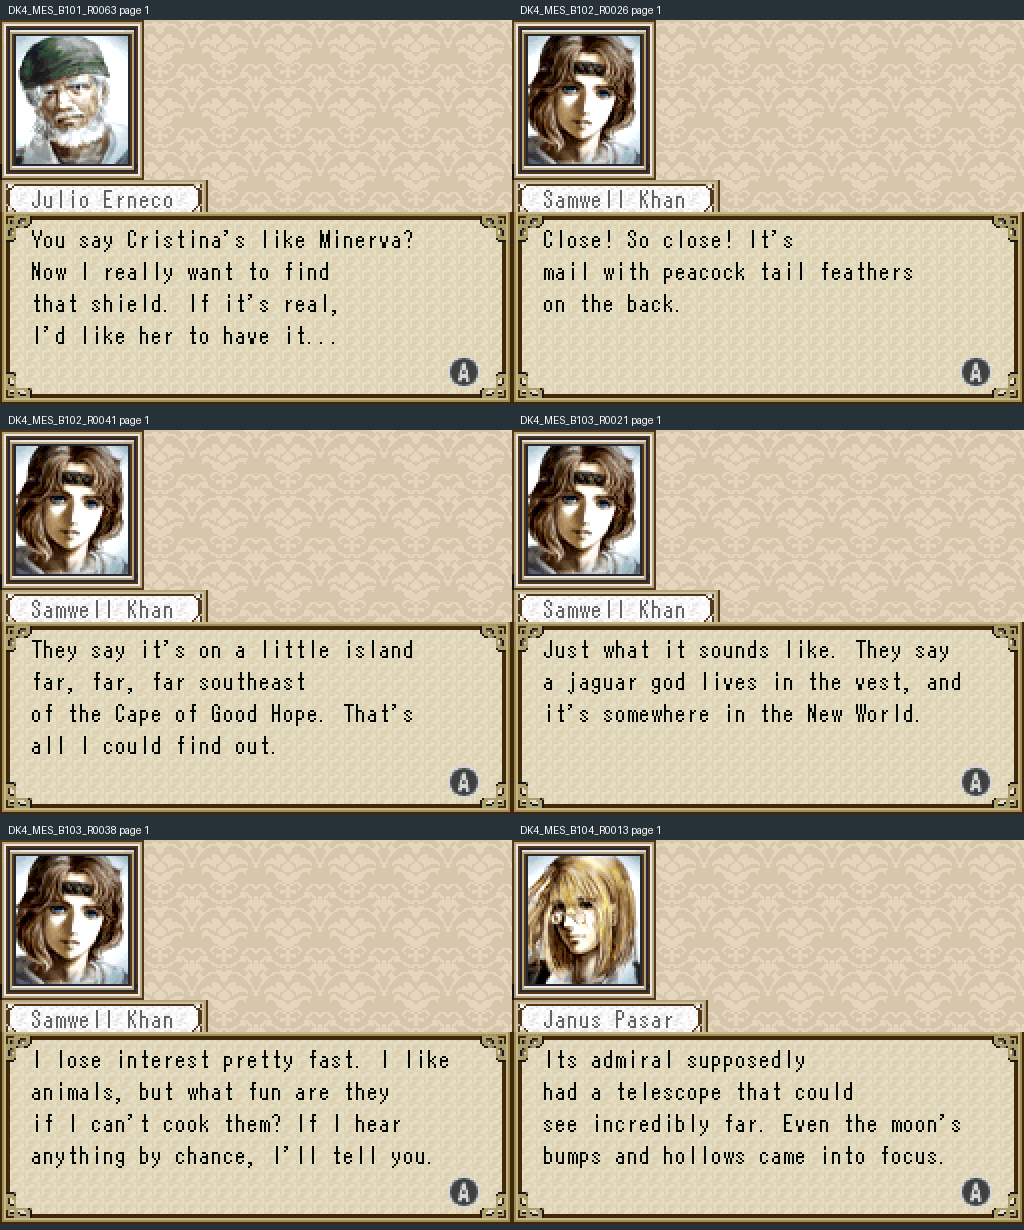 DK4_MES_B101_R0063 page 1
Julio Erneco
You say Cristina's like Minerva?
Now I really want to find
that shield. If it's real,
I'd like her to have it...
A
DK4_MES_B102_R0026 page 1
Samwell Khan
Close! So close! It's
mail with peacock tail feathers
on the back.
A
DK4_MES_B102_R0041 page 1
Samwell Khan
They say it's on a little island
far, far, far southeast
of the Cape of Good Hope. That's
all I could find out.
A
DK4_MES_B103_R0021 page 1
Samwell Khan
Just what it sounds like. They say
a jaguar god lives in the vest, and
it's somewhere in the New World.
A
DK4_MES_B103_R0038 page 1
Samwell Khan
I lose interest pretty fast. I like
animals, but what fun are they
if I can't cook them? If I hear
anything by chance, I'll tell you.
A
DK4_MES_B104_R0013 page 1
Janus Pasar
Its admiral supposedly
had a telescope that could
see incredibly far. Even the moon's
bumps and hollows came into focus.
A